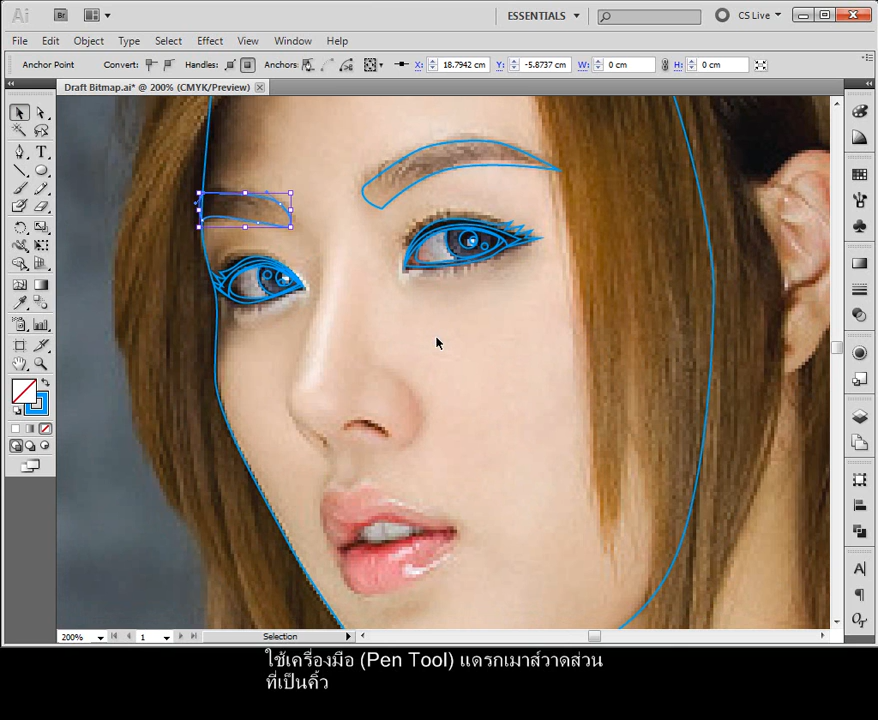 Ai Br ESSENTIALS CS Live
File Edit Object Type Select Effect View Window Help
Anchor Point Convert: Handles: Anchors: X: 18.7942 cm Y: -5.8737 cm W: 0 cm H: 0 cm
Draft Bitmap.ai* @ 200% (CMYK/Preview)
200% 1 Selection
ใช้เครื่องมือ (Pen Tool) แดรกเมาส์วาดส่วน
ที่เป็นคิ้ว